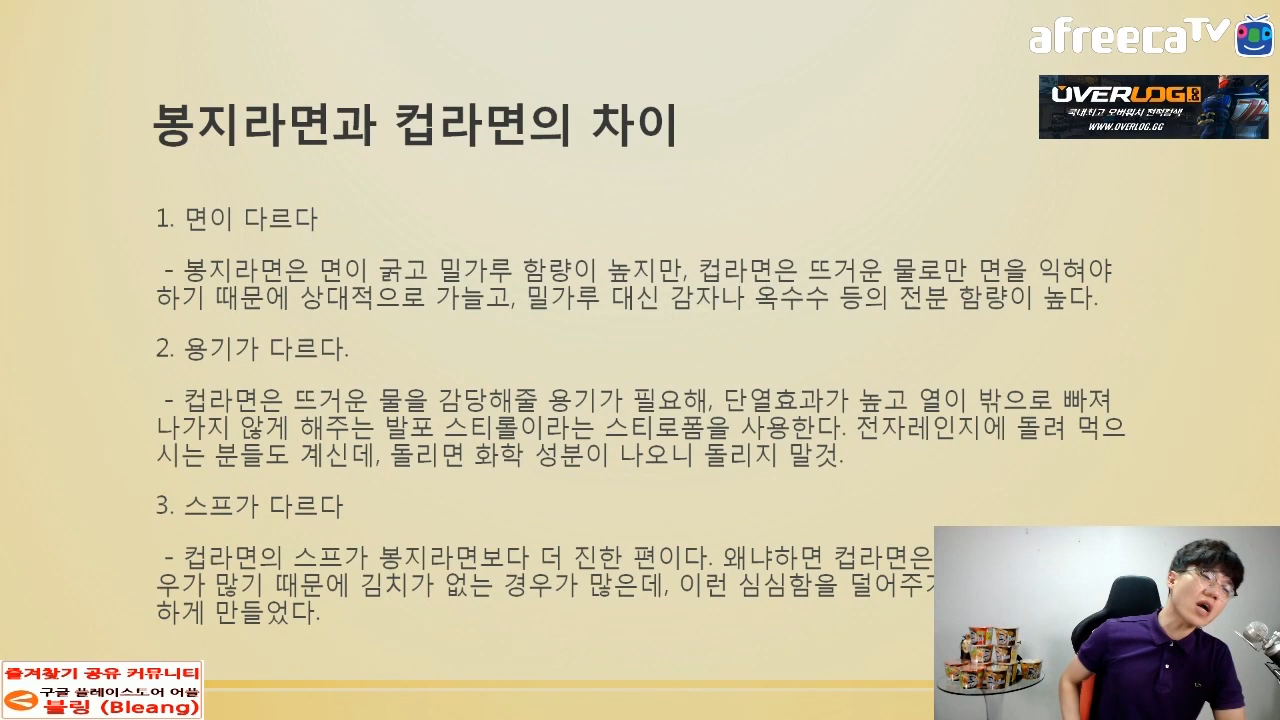 afreecaTV
OVERLOG.GG
국내최고 오버워치 전적검색
WWW.OVERLOG.GG
봉지라면과 컵라면의 차이
1. 면이 다르다
- 봉지라면은 면이 굵고 밀가루 함량이 높지만, 컵라면은 뜨거운 물로만 면을 익혀야
하기 때문에 상대적으로 가늘고, 밀가루 대신 감자나 옥수수 등의 전분 함량이 높다.
2. 용기가 다르다.
- 컵라면은 뜨거운 물을 감당해줄 용기가 필요해, 단열효과가 높고 열이 밖으로 빠져
나가지 않게 해주는 발포 스티롤이라는 스티로폼을 사용한다. 전자레인지에 돌려 먹으
시는 분들도 계신데, 돌리면 화학 성분이 나오니 돌리지 말것.
3. 스프가 다르다
- 컵라면의 스프가 봉지라면보다 더 진한 편이다. 왜냐하면 컵라면은
우가 많기 때문에 김치가 없는 경우가 많은데, 이런 심심함을 덜어주기
하게 만들었다.
즐겨찾기 공유 커뮤니티
구글 플레이스토어 어플
블링 (Bleang)